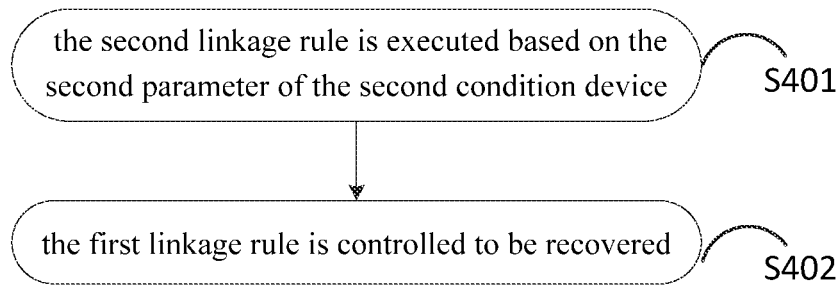 the second linkage rule is executed based on the
second parameter of the second condition device
S401
the first linkage rule is controlled to be recovered
S402